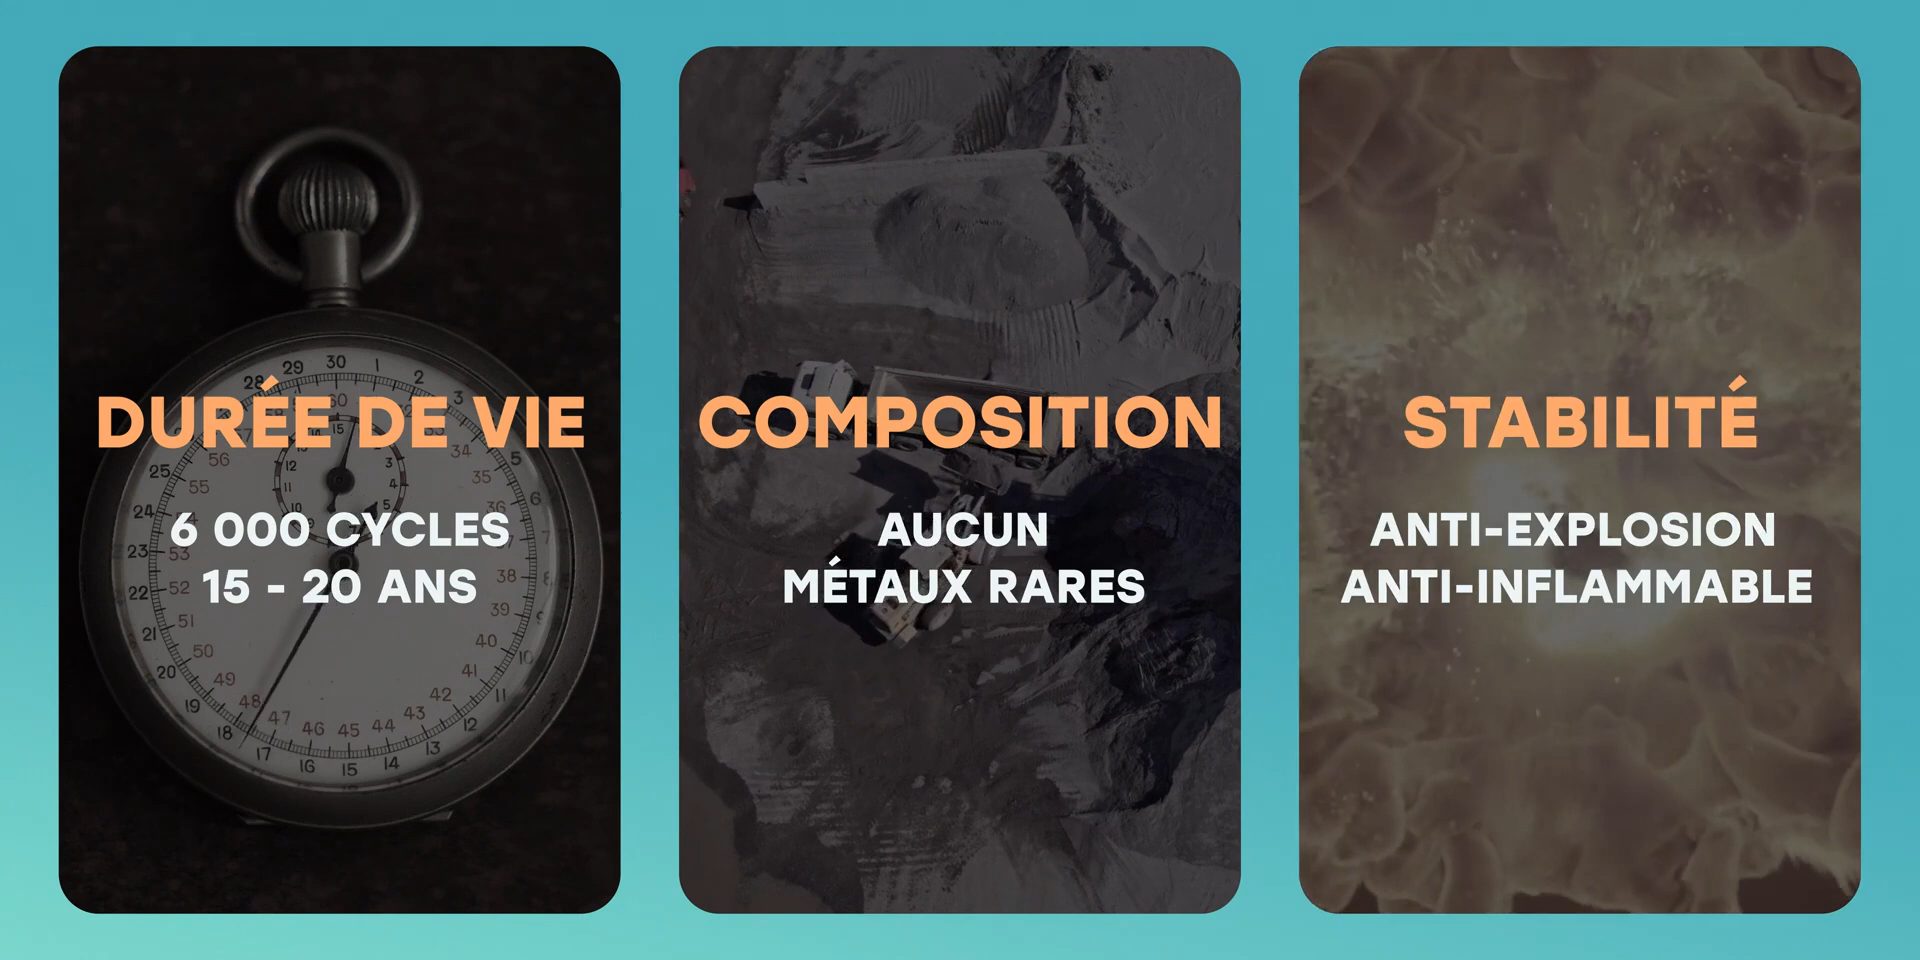 DURÉE DE VIE
6 000 CYCLES
15 - 20 ANS
COMPOSITION
AUCUN
MÉTAUX RARES
STABILITÉ
ANTI-EXPLOSION
ANTI-INFLAMMABLE